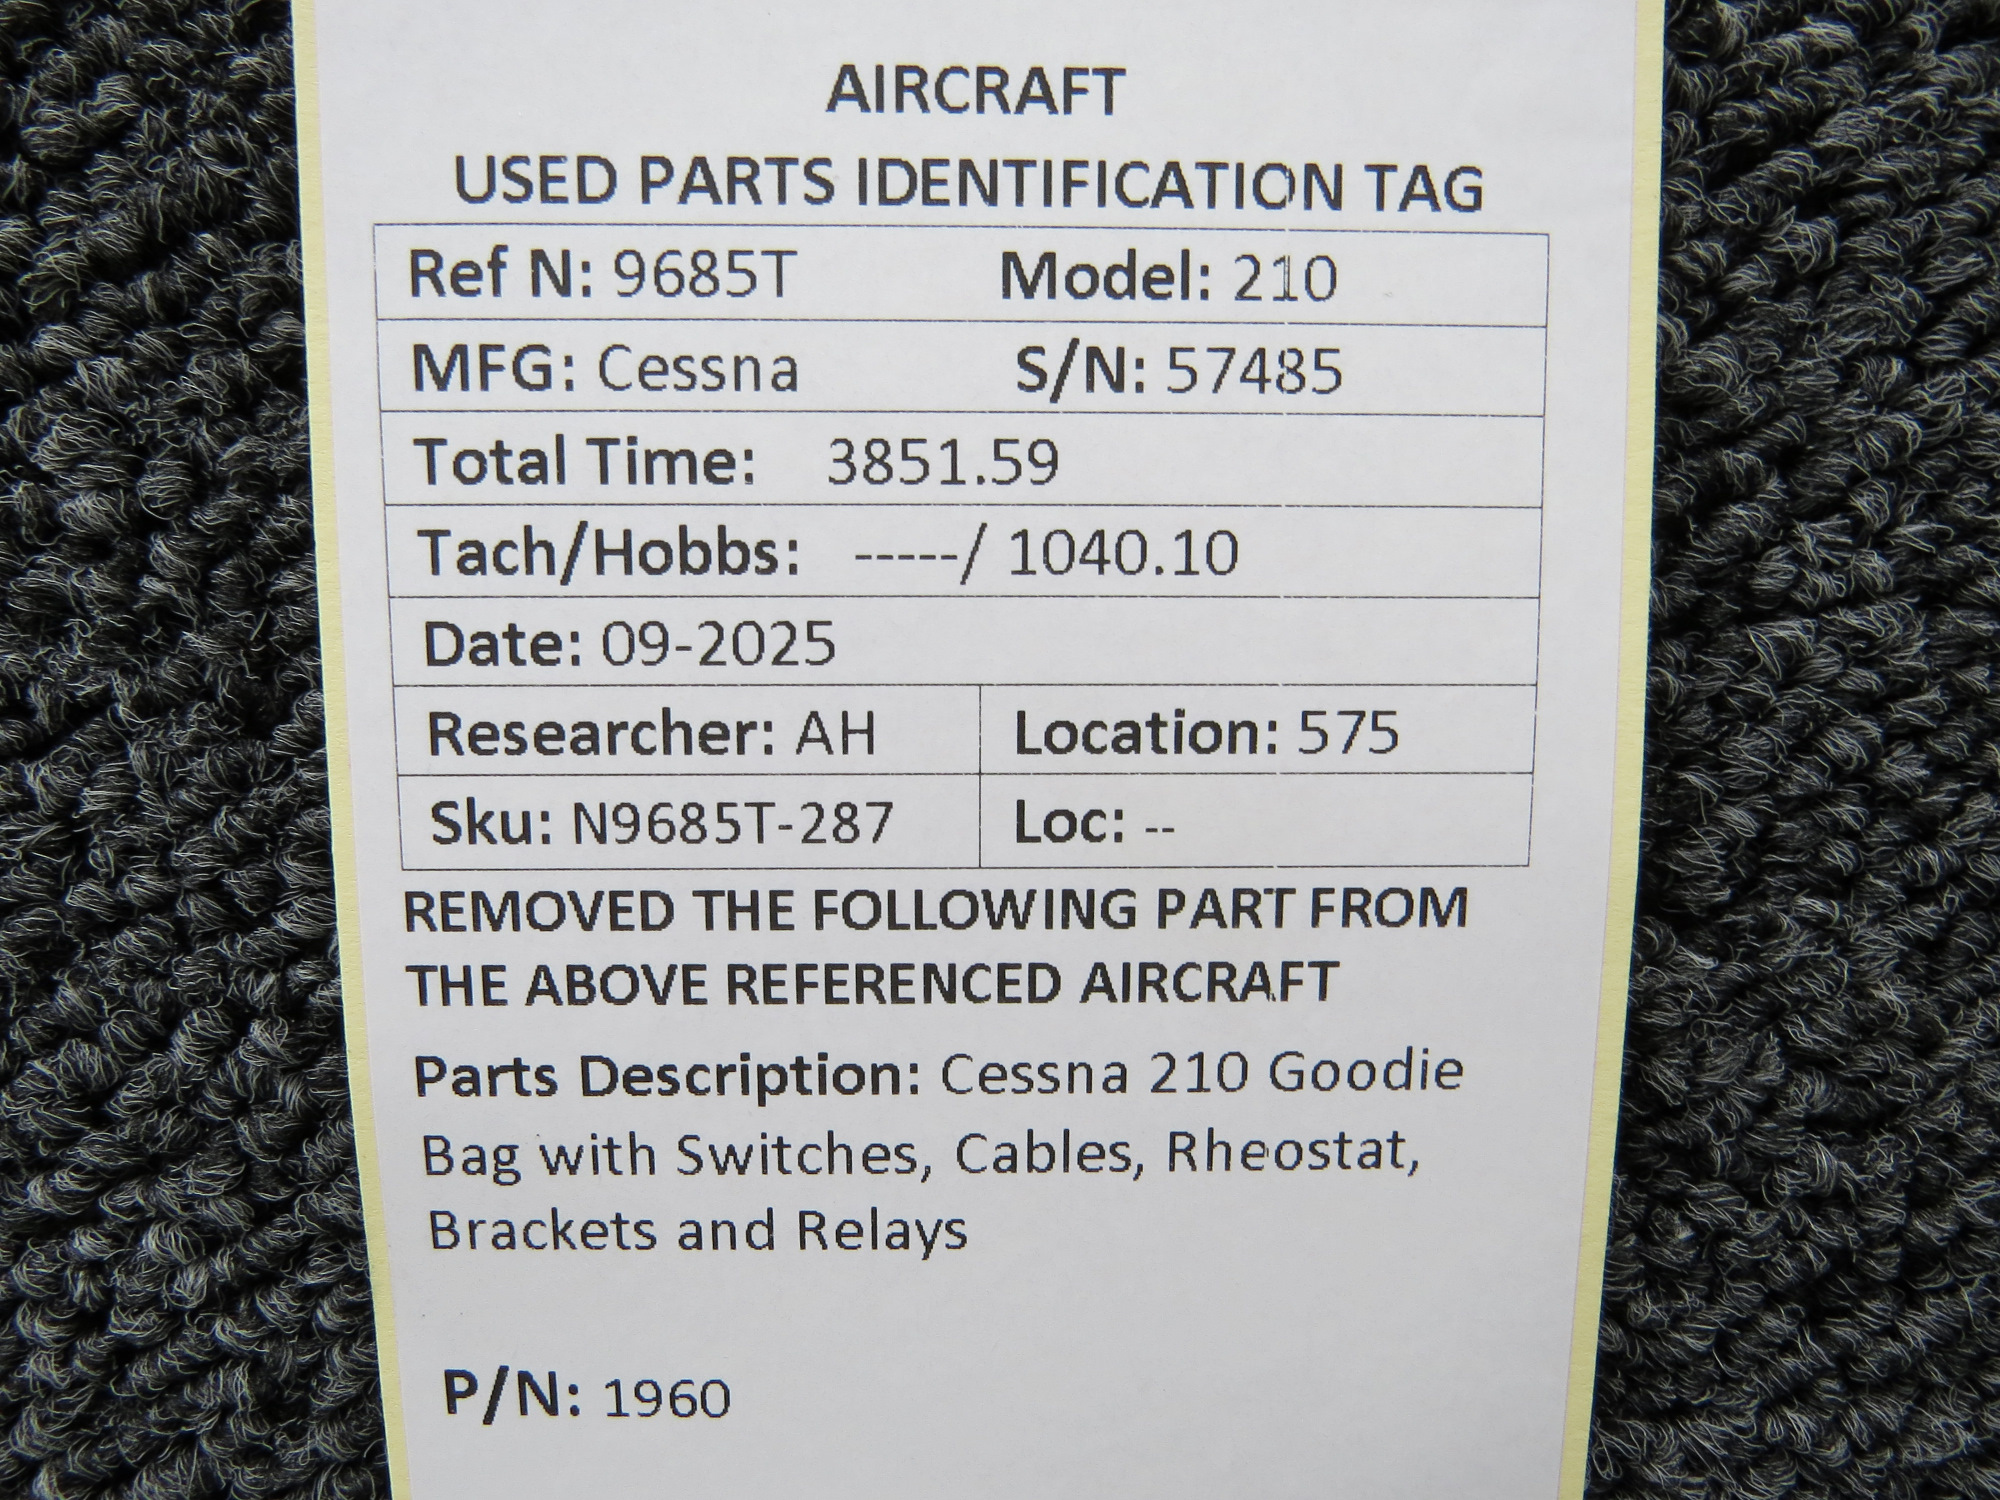 AIRCRAFT
USED PARTS IDENTIFICATION TAG
Ref N: 9685T Model: 210
MFG: Cessna S/N: 57485
Total Time: 3851.59
Tach/Hobbs: -----/ 1040.10
Date: 09-2025
Researcher: AH Location: 575
Sku: N9685T-287 Loc: --
REMOVED THE FOLLOWING PART FROM
THE ABOVE REFERENCED AIRCRAFT
Parts Description: Cessna 210 Goodie
Bag with Switches, Cables, Rheostat,
Brackets and Relays
P/N: 1960